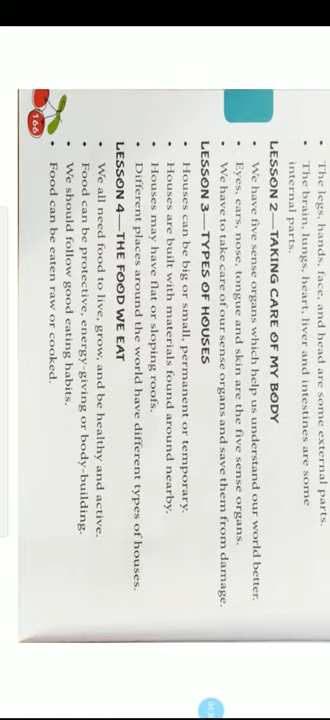 • The legs, hands, face, and head are some external parts.
• The brain, lungs, heart, liver and intestines are some
internal parts.
LESSON 2—TAKING CARE OF MY BODY
• We have five sense organs which help us understand our world better.
• Eyes, ears, nose, tongue and skin are the five sense organs.
• We have to take care of our sense organs and save them from damage.
LESSON 3—TYPES OF HOUSES
• Houses can be big or small, permanent or temporary.
• Houses are built with materials found around nearby.
• Houses may have flat or sloping roofs.
• Different places around the world have different types of houses.
LESSON 4—THE FOOD WE EAT
• We all need food to live, grow, and be healthy and active.
• Food can be protective, energy-giving or body-building.
• We should follow good eating habits.
• Food can be eaten raw or cooked.
166